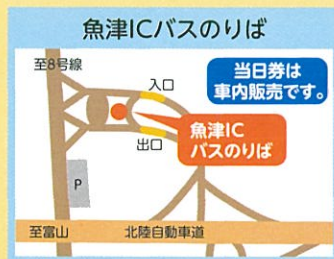 魚津ICバスのりば
至8号線
入口
当日券は
車内販売です。
魚津IC
バスのりば
出口
P
至富山
北陸自動車道